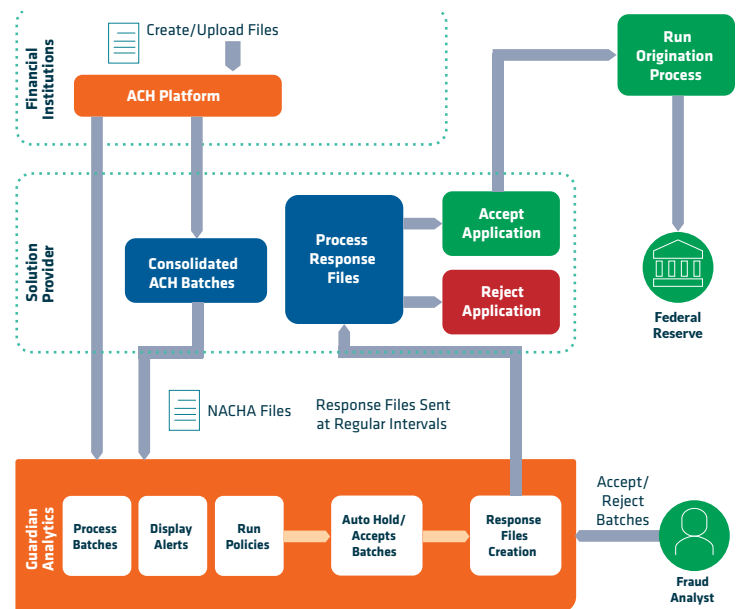 Create/Upload Files
Financial
Institutions
ACH Platform
Run
Origination
Process
Solution
Provider
Consolidated
ACH Batches
Process
Response
Files
Accept
Application
Reject
Application
Federal
Reserve
NACHA Files
Response Files Sent
at Regular Intervals
Guardian
Analytics
Process
Batches
Display
Alerts
Run
Policies
Auto Hold/
Accepts
Batches
Response
Files
Creation
Accept/
Reject
Batches
Fraud
Analyst